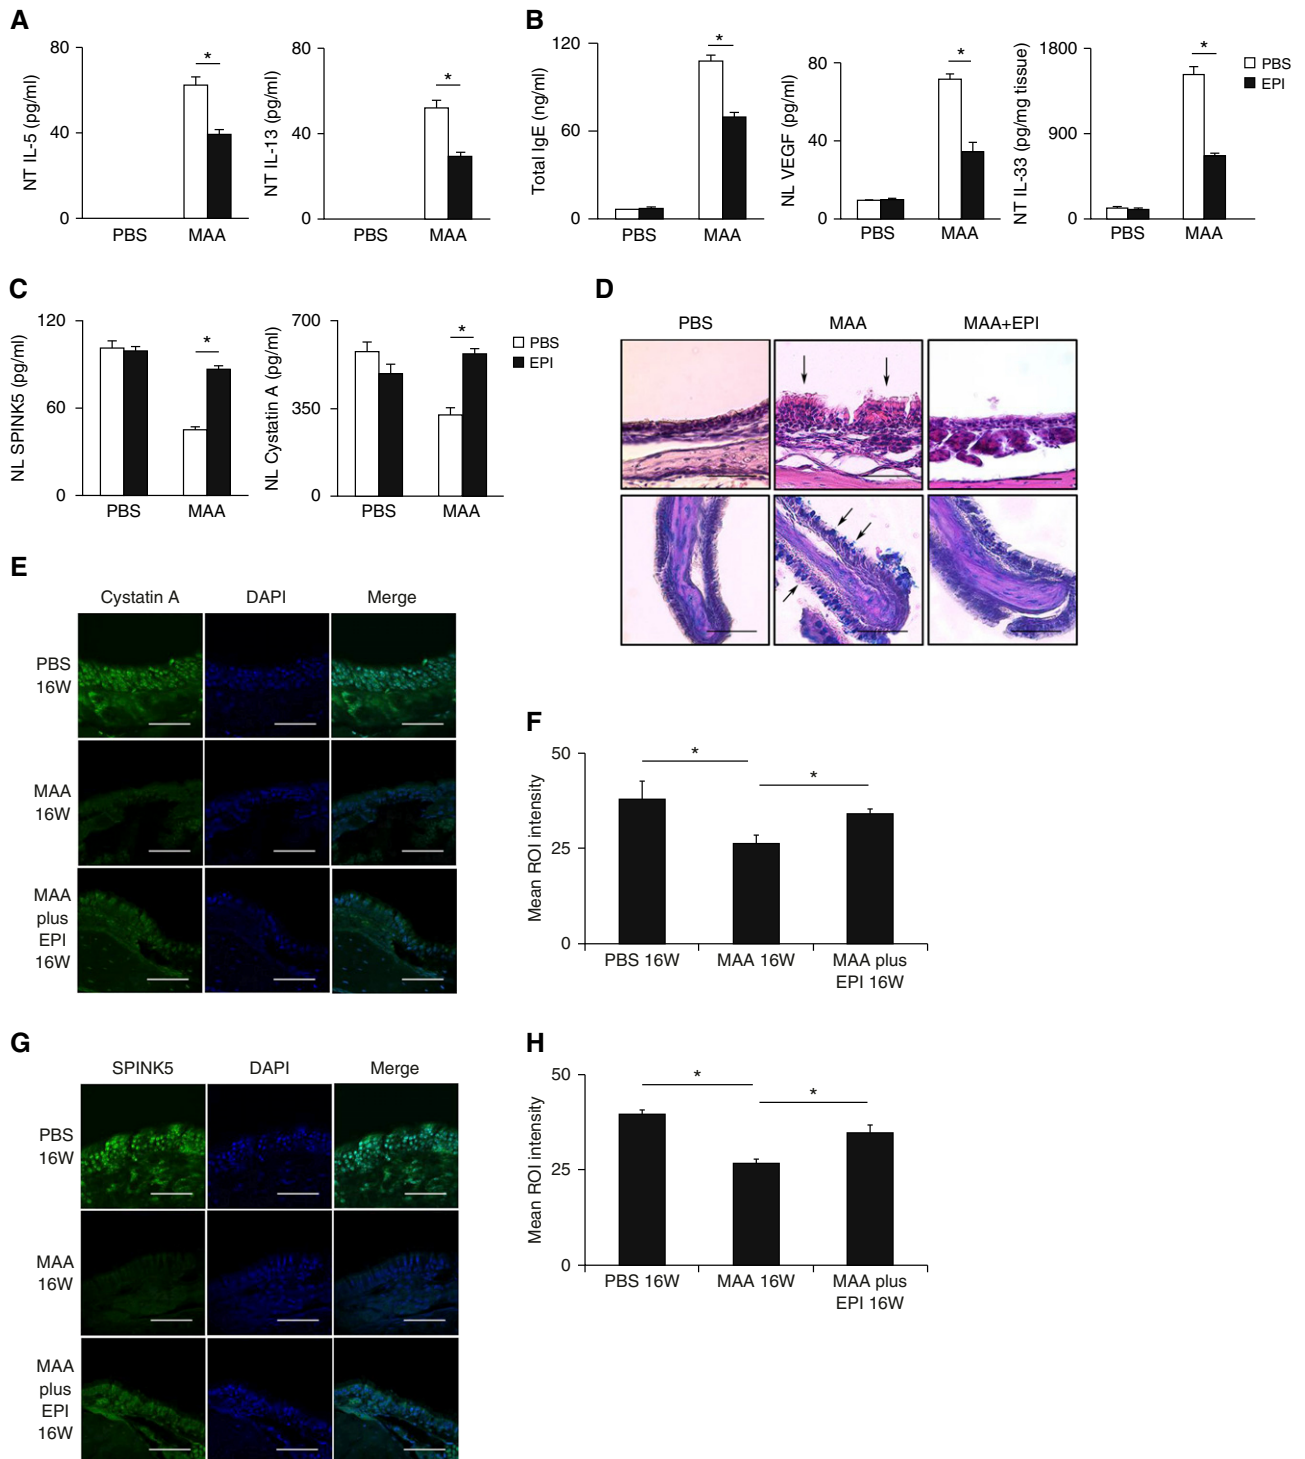 A
NT IL-5 (pg/ml)
80
40
0
PBS
MAA
*
NT IL-13 (pg/ml)
80
40
0
PBS
MAA
*
B
Total IgE (ng/ml)
120
60
0
PBS
MAA
*
NL VEGF (pg/ml)
80
40
0
PBS
MAA
*
NT IL-33 (pg/mg tissue)
1800
900
0
PBS
MAA
*
PBS
EPI
C
NL SPINK5 (pg/ml)
120
60
0
PBS
MAA
*
NL Cystatin A (pg/ml)
700
350
0
PBS
MAA
*
PBS
EPI
D
PBS
MAA
MAA+EPI
E
Cystatin A
DAPI
Merge
PBS
16W
MAA
16W
MAA
plus
EPI
16W
F
Mean ROI intensity
50
25
0
*
*
PBS 16W
MAA 16W
MAA plus
EPI 16W
G
SPINK5
DAPI
Merge
PBS
16W
MAA
16W
MAA
plus
EPI
16W
H
Mean ROI intensity
50
25
0
*
*
PBS 16W
MAA 16W
MAA plus
EPI 16W